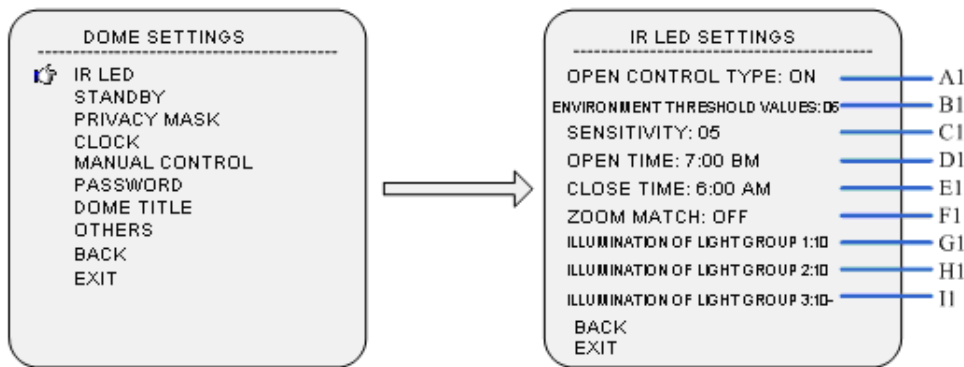 DOME SETTINGS
IR LED
STANDBY
PRIVACY MASK
CLOCK
MANUAL CONTROL
PASSWORD
DOME TITLE
OTHERS
BACK
EXIT
IR LED SETTINGS
OPEN CONTROL TYPE: ON A1
ENVIRONMENT THRESHOLD VALUES:05 B1
SENSITIVITY: 05 C1
OPEN TIME: 7:00 BM D1
CLOSE TIME: 6:00 AM E1
ZOOM MATCH: OFF F1
ILLUMINATION OF LIGHT GROUP 1:10 G1
ILLUMINATION OF LIGHT GROUP 2:10 H1
ILLUMINATION OF LIGHT GROUP 3:10- I1
BACK
EXIT